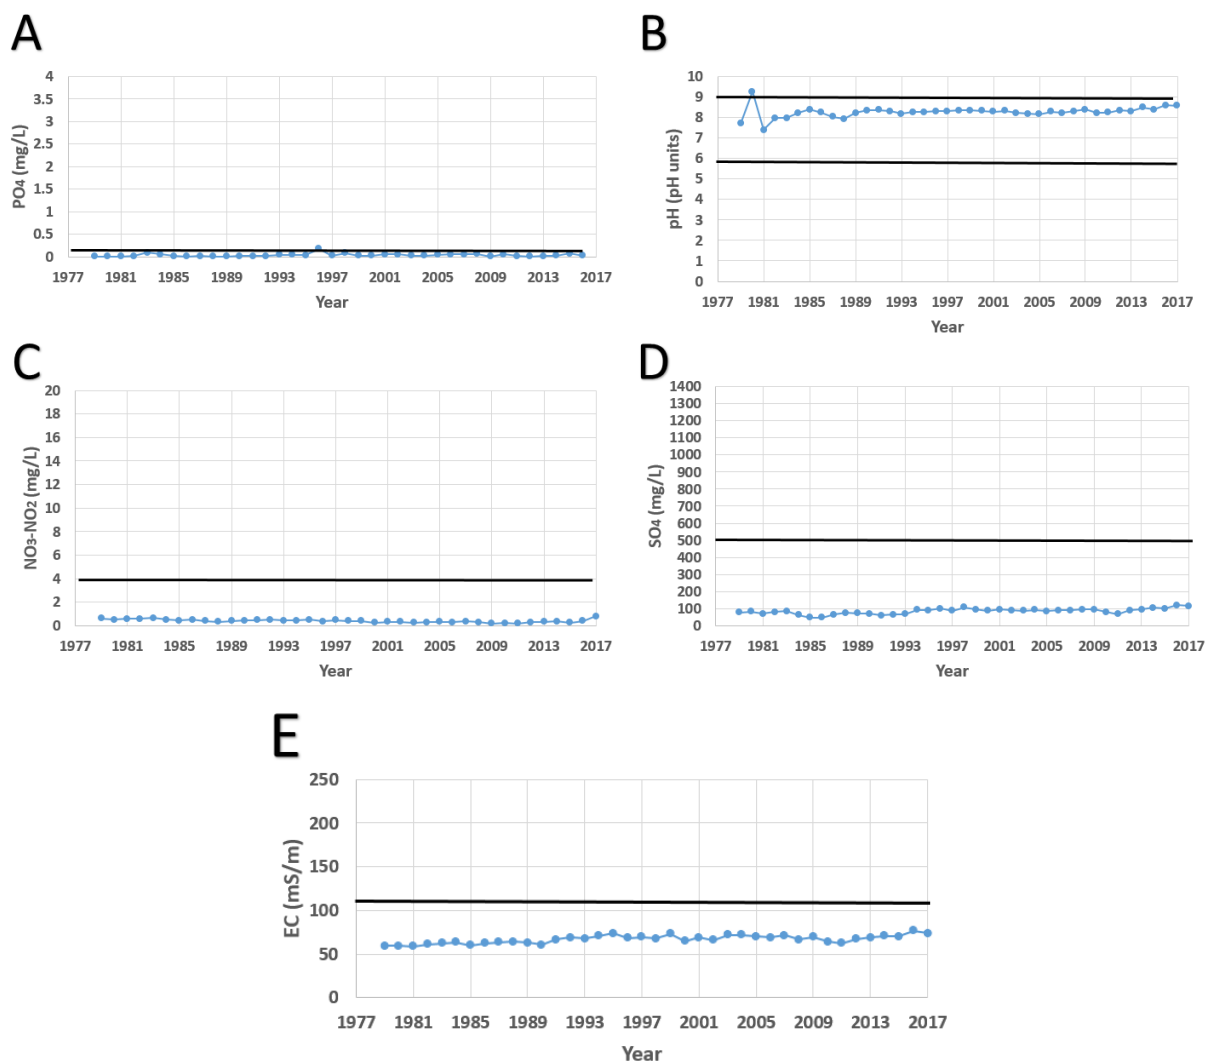 A
PO4 (mg/L)
4
3.5
3
2.5
2
1.5
1
0.5
0
1977 1981 1985 1989 1993 1997 2001 2005 2009 2013 2017
Year
B
pH (pH units)
10
9
8
7
6
5
4
3
2
1
0
1977 1981 1985 1989 1993 1997 2001 2005 2009 2013 2017
Year
C
NO3-NO2 (mg/L)
20
18
16
14
12
10
8
6
4
2
0
1977 1981 1985 1989 1993 1997 2001 2005 2009 2013 2017
Year
D
SO4 (mg/L)
1400
1300
1200
1100
1000
900
800
700
600
500
400
300
200
100
0
1977 1981 1985 1989 1993 1997 2001 2005 2009 2013 2017
Year
E
EC (mS/m)
250
200
150
100
50
0
1977 1981 1985 1989 1993 1997 2001 2005 2009 2013 2017
Year